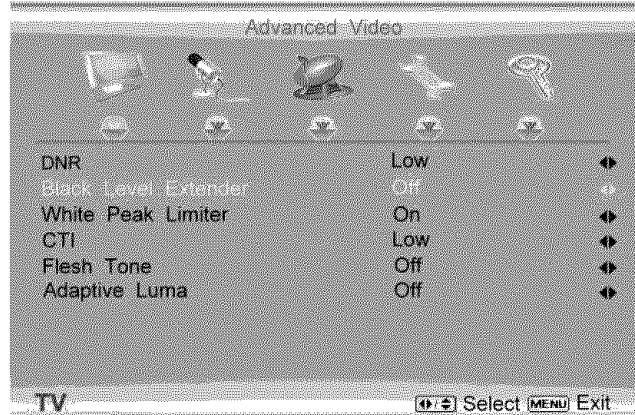 Advanced Video
DNR Low
Black Level Extender Off
White Peak Limiter On
CTI Low
Flesh Tone Off
Adaptive Luma Off
TV Select MENU Exit